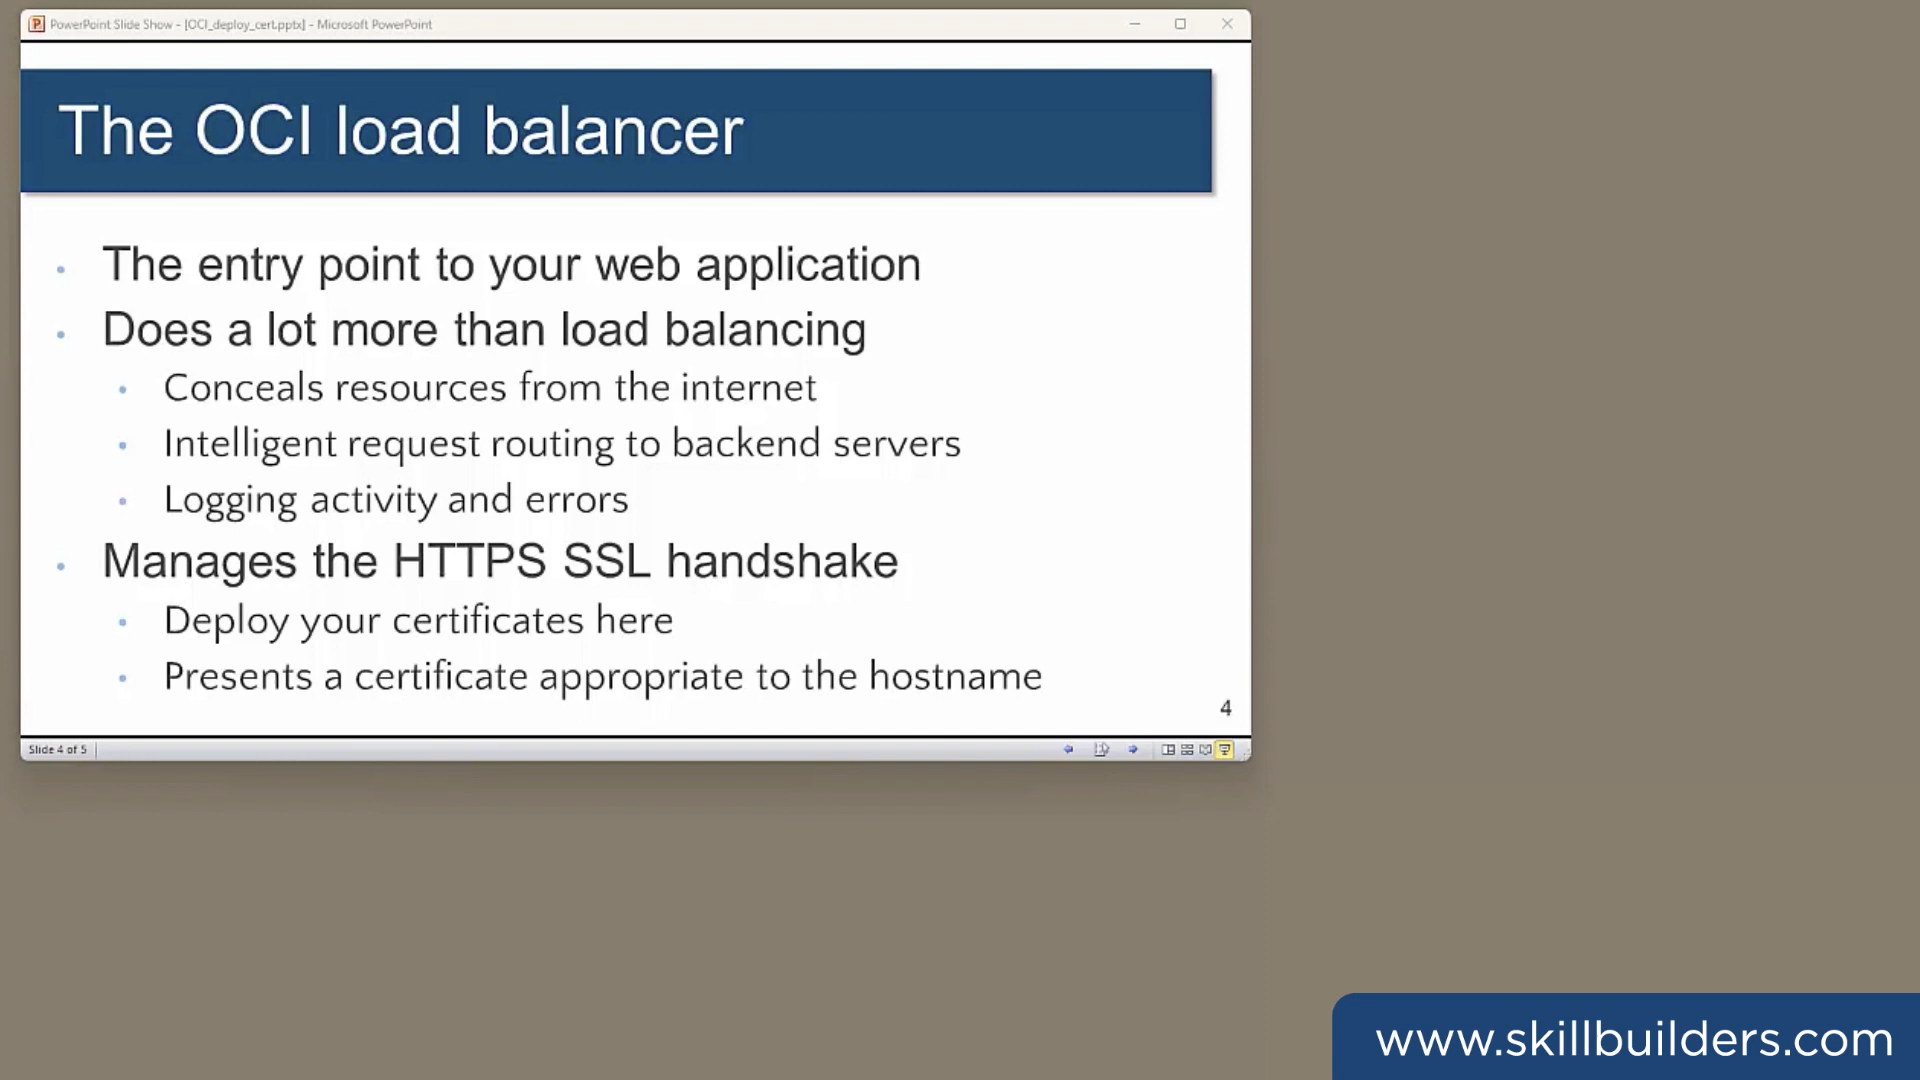 PowerPoint Slide Show - [OCI_deploy_cert.pptx] - Microsoft PowerPoint
The OCI load balancer
• The entry point to your web application
• Does a lot more than load balancing
• Conceals resources from the internet
• Intelligent request routing to backend servers
• Logging activity and errors
• Manages the HTTPS SSL handshake
• Deploy your certificates here
• Presents a certificate appropriate to the hostname
4
Slide 4 of 5
www.skillbuilders.com